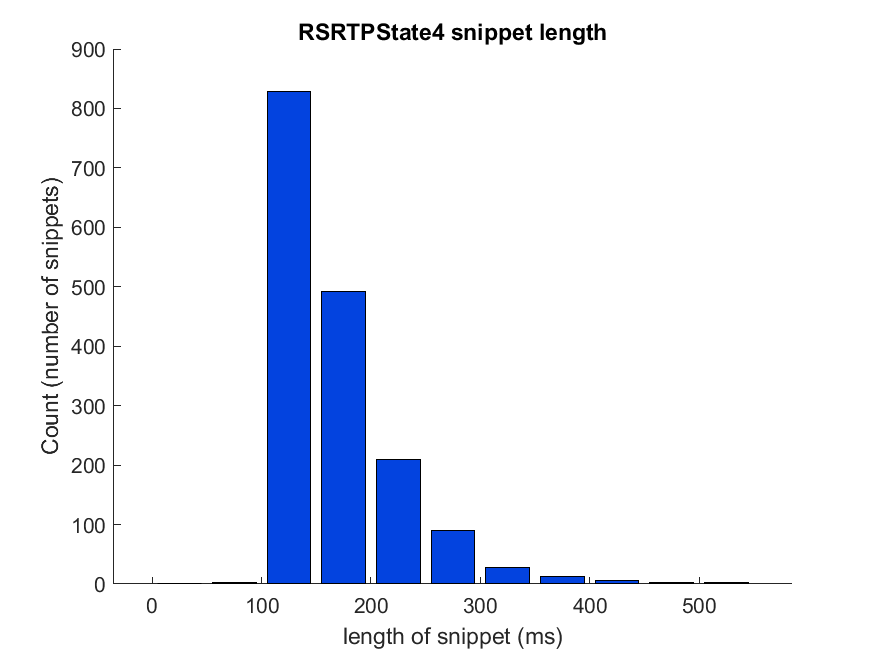 RSRTPState4 snippet length
900
800
700
600
500
400
300
200
100
0
Count (number of snippets)
0 100 200 300 400 500
length of snippet (ms)